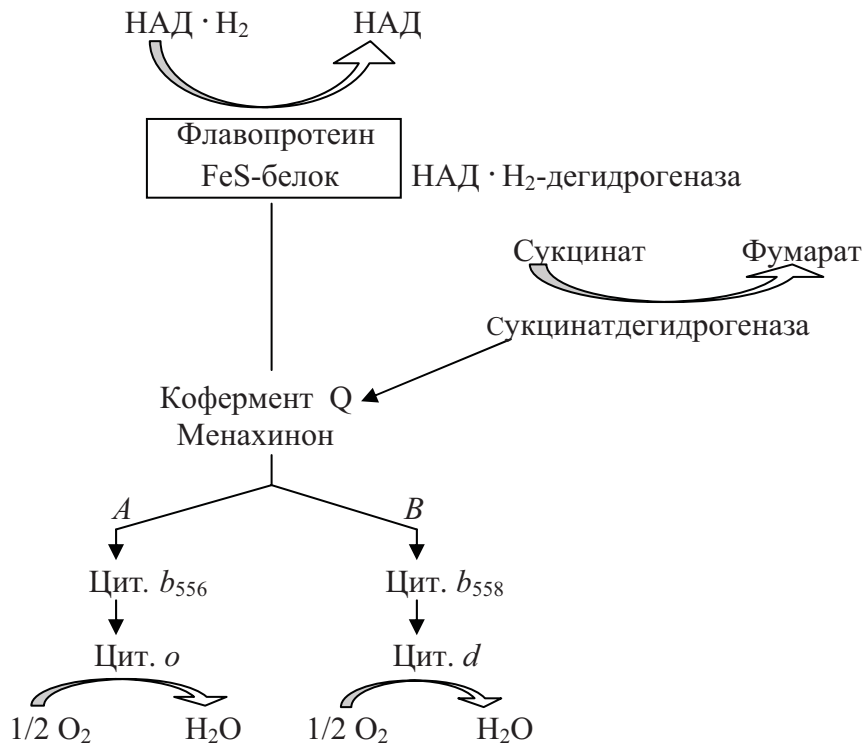 НАД · H₂ НАД
Флавопротеин
FeS-белок
НАД · H₂-дегидрогеназа
Сукцинат Фумарат
Сукцинатдегидрогеназа
Кофермент Q
Менахинон
A B
Цит. b₅₅₆ Цит. b₅₅₈
Цит. o Цит. d
1/2 O₂ H₂O 1/2 O₂ H₂O